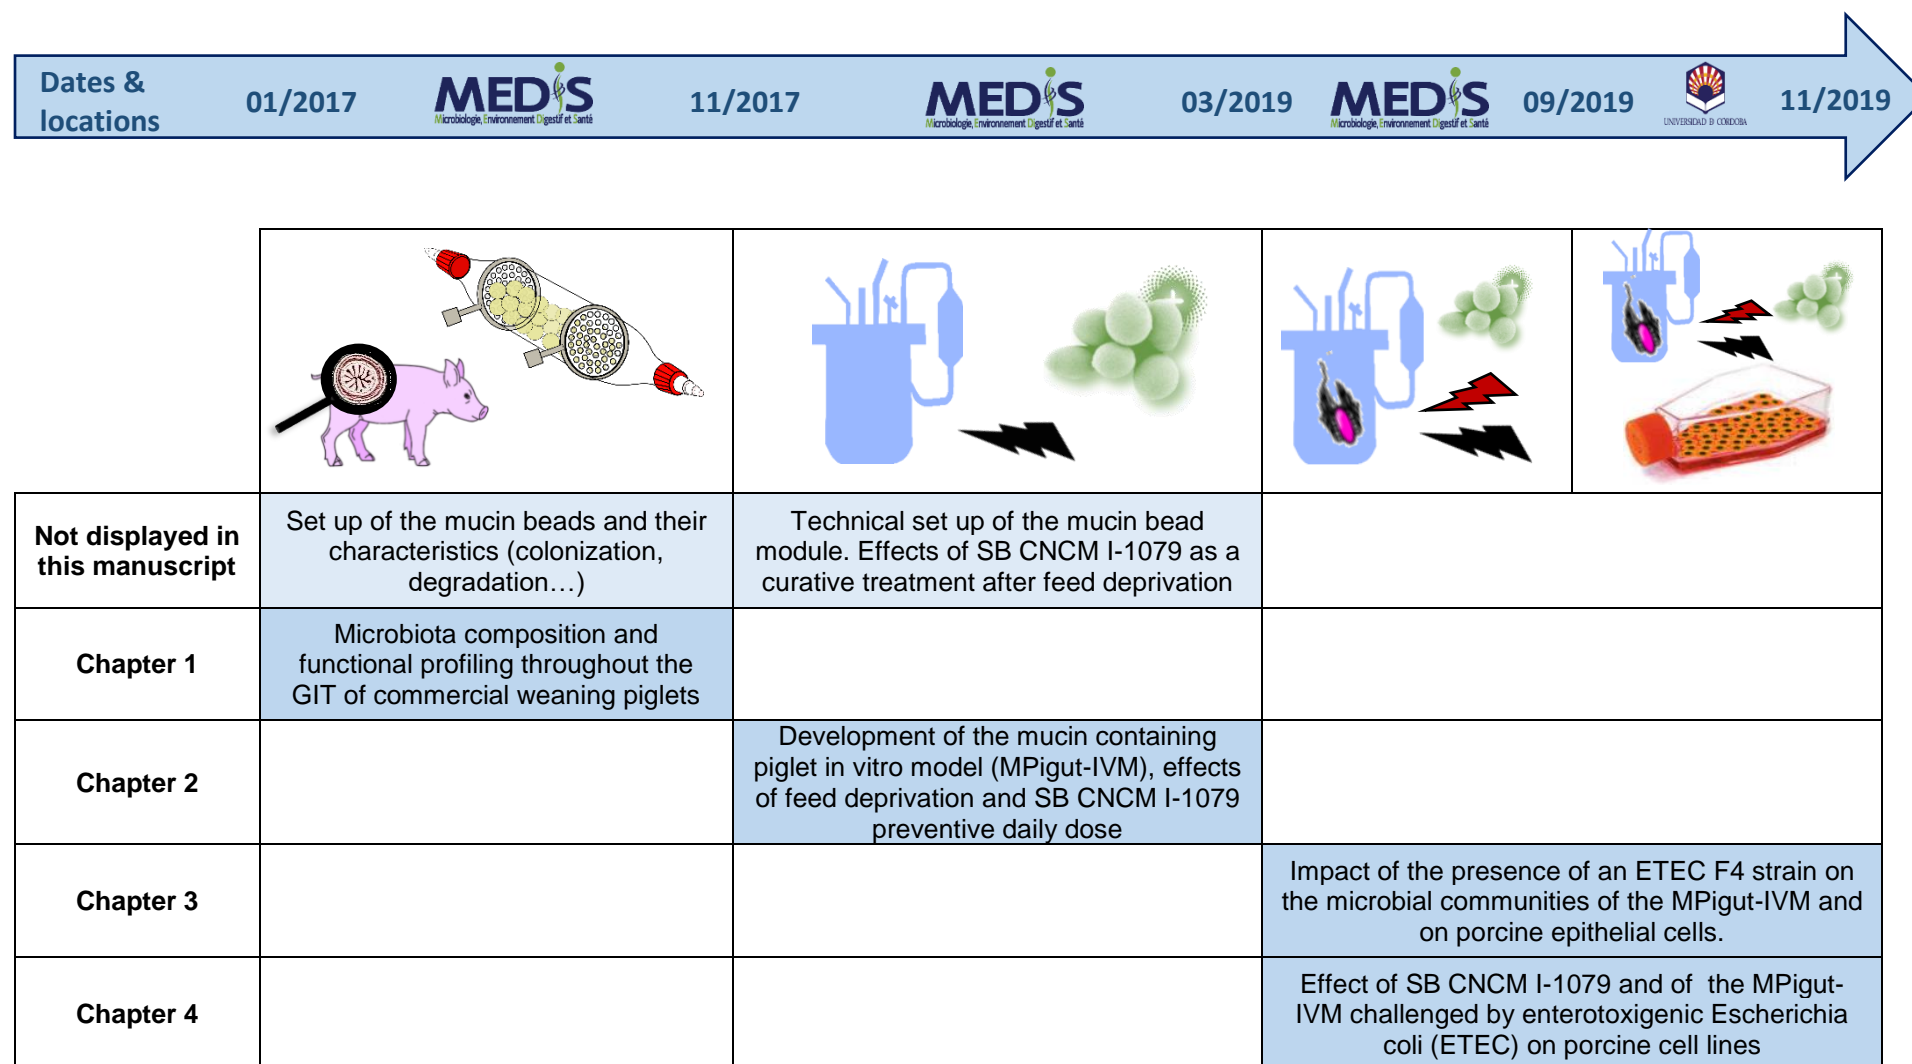 Dates &
locations
01/2017
MEDiS
Microbiologie, Environnement Digestif et Santé
11/2017
MEDiS
Microbiologie, Environnement Digestif et Santé
03/2019
MEDiS
Microbiologie, Environnement Digestif et Santé
09/2019
UNIVERSIDAD Ð CORDOBA
11/2019
Not displayed in
this manuscript
Set up of the mucin beads and their
characteristics (colonization,
degradation…)
Technical set up of the mucin bead
module. Effects of SB CNCM I-1079 as a
curative treatment after feed deprivation
Chapter 1
Microbiota composition and
functional profiling throughout the
GIT of commercial weaning piglets
Chapter 2
Development of the mucin containing
piglet in vitro model (MPigut-IVM), effects
of feed deprivation and SB CNCM I-1079
preventive daily dose
Chapter 3
Impact of the presence of an ETEC F4 strain on
the microbial communities of the MPigut-IVM and
on porcine epithelial cells.
Chapter 4
Effect of SB CNCM I-1079 and of the MPigut-
IVM challenged by enterotoxigenic Escherichia
coli (ETEC) on porcine cell lines